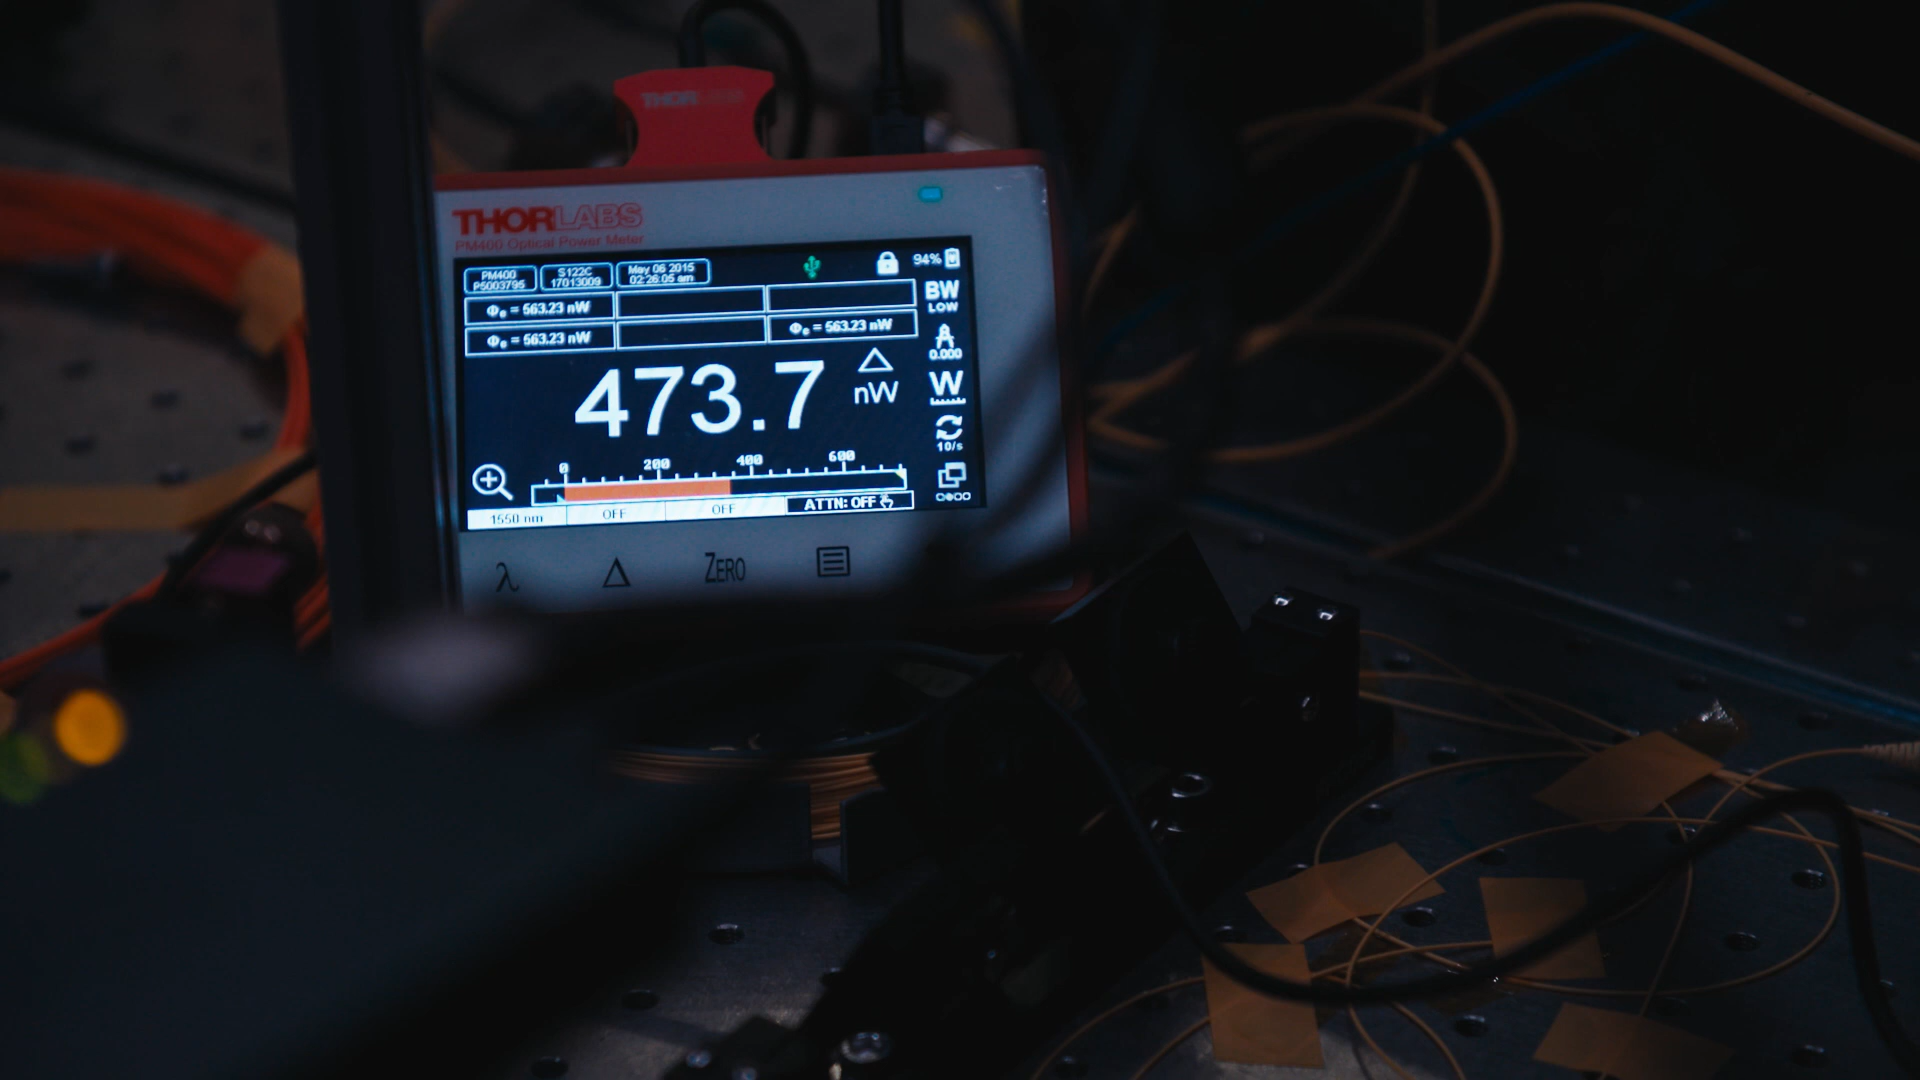 THORLABS
THORLABS
PM400 Optical Power Meter
PM400
P5003795
S122C
17013009
May 06 2015
02:26:05 am
94%
Φe = 563.23 nW
Φe = 563.23 nW
Φe = 563.23 nW
BW
LOW
A
0.000
473.7
△
nW
W
10/s
0 200 400 600
1550 nm OFF OFF ATTN: OFF
λ Δ ZERO